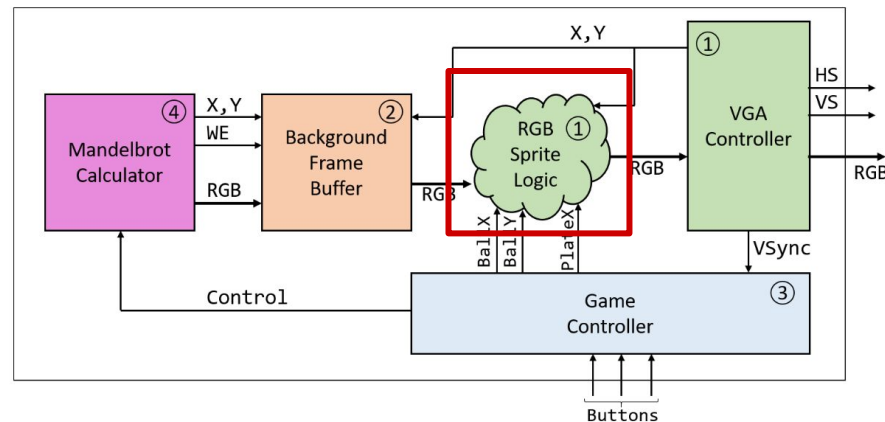 X,Y
①
HS
VS
④
X,Y
②
①
WE
RGB
Mandelbrot
Calculator
Background
Frame
Buffer
Sprite
Logic
VGA
Controller
RGB
RGB
RGB
RGB
BallX
BallY
PlateX
VSync
Control
③
Game
Controller
Buttons